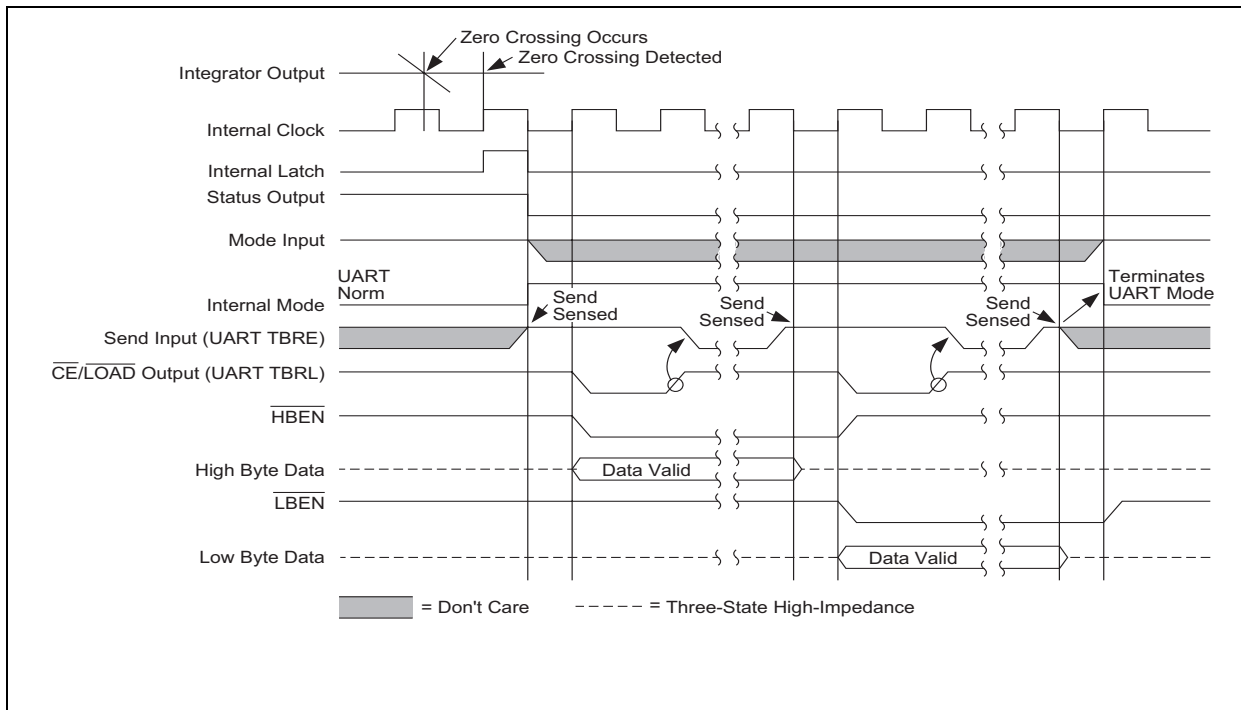 Zero Crossing Occurs
Zero Crossing Detected
Integrator Output
Internal Clock
Internal Latch
Status Output
Mode Input
UART
Norm
Internal Mode
Send
Sensed
Send
Sensed
Send
Sensed
Terminates
UART Mode
Send Input (UART TBRE)
CE/LOAD Output (UART TBRL)
HBEN
High Byte Data
Data Valid
LBEN
Low Byte Data
Data Valid
= Don't Care
= Three-State High-Impedance